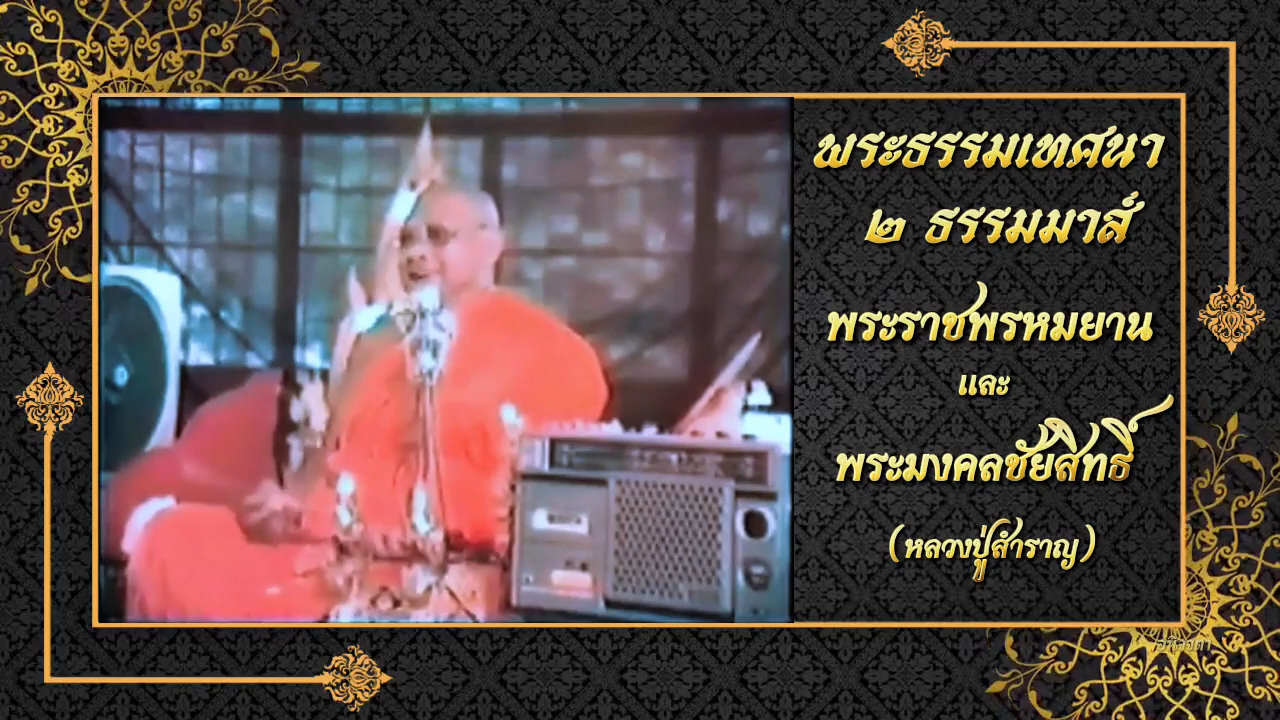 พระธรรมเทศนา
๒ ธรรมมาส์
พระราชพรหมยาน
และ
พระมงคลชัยสิทธิ์
(หลวงปู่สำราญ)